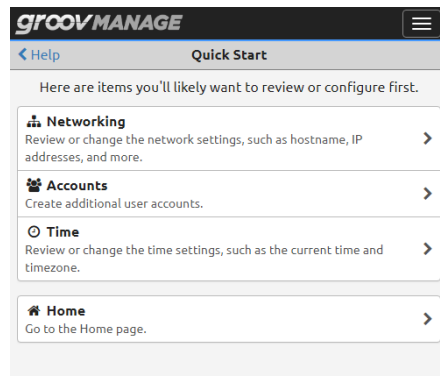 groov MANAGE
Help
Quick Start
Here are items you'll likely want to review or configure first.
Networking
Review or change the network settings, such as hostname, IP
addresses, and more.
Accounts
Create additional user accounts.
Time
Review or change the time settings, such as the current time and
timezone.
Home
Go to the Home page.